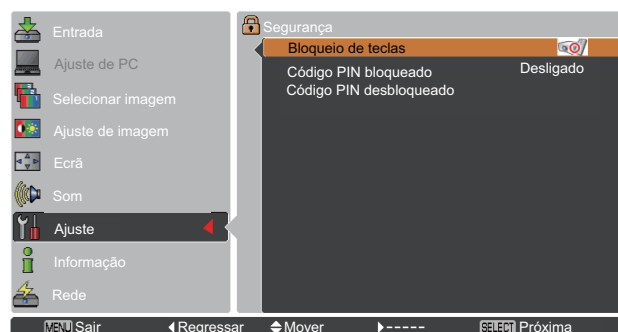 Entrada
Ajuste de PC
Selecionar imagem
Ajuste de imagem
Ecrã
Som
Ajuste
Informação
Rede
Segurança
Bloqueio de teclas
Código PIN bloqueado Desligado
Código PIN desbloqueado
MENU Sair Regressar Mover ----- SELECT Próxima